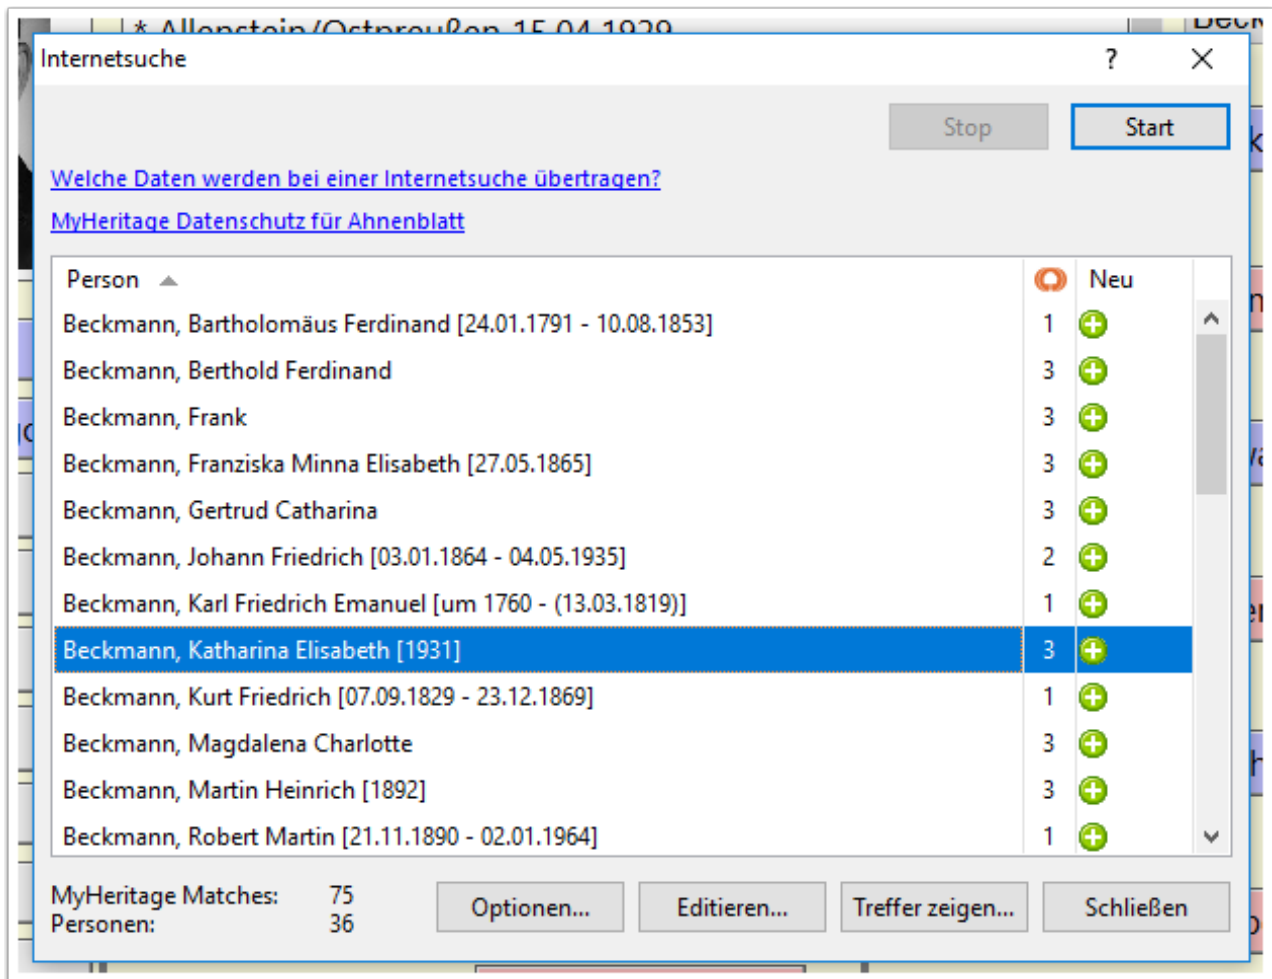 * Allenstein/Ostpreußen 15.04.1929
Internetsuche
?
Stop
Start
Welche Daten werden bei einer Internetsuche übertragen?
MyHeritage Datenschutz für Ahnenblatt
Person Neu
Beckmann, Bartholomäus Ferdinand [24.01.1791 - 10.08.1853] 1
Beckmann, Berthold Ferdinand 3
Beckmann, Frank 3
Beckmann, Franziska Minna Elisabeth [27.05.1865] 3
Beckmann, Gertrud Catharina 3
Beckmann, Johann Friedrich [03.01.1864 - 04.05.1935] 2
Beckmann, Karl Friedrich Emanuel [um 1760 - (13.03.1819)] 1
Beckmann, Katharina Elisabeth [1931] 3
Beckmann, Kurt Friedrich [07.09.1829 - 23.12.1869] 1
Beckmann, Magdalena Charlotte 3
Beckmann, Martin Heinrich [1892] 3
Beckmann, Robert Martin [21.11.1890 - 02.01.1964] 1
MyHeritage Matches: 75
Personen: 36
Optionen...
Editieren...
Treffer zeigen...
Schließen